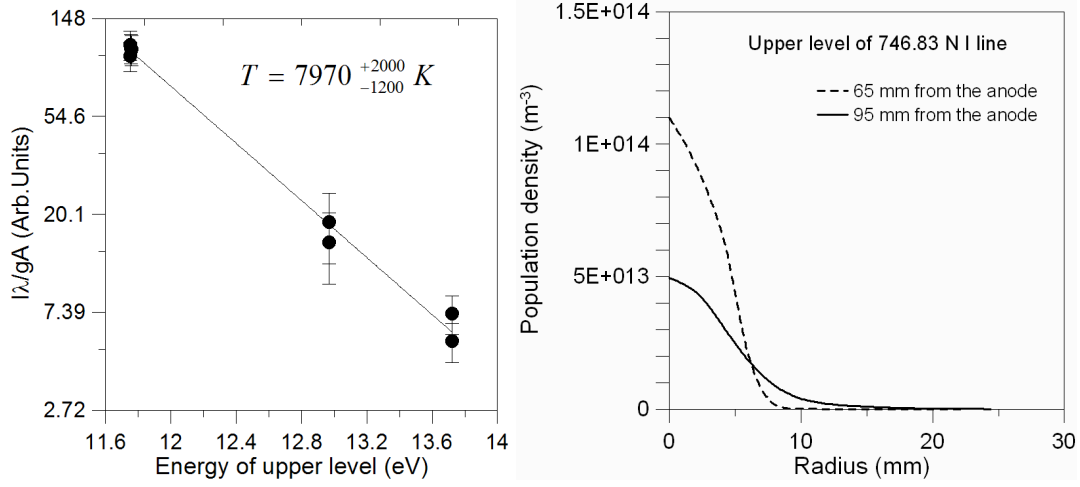 148
54.6
20.1
7.39
2.72
Iλ/gA (Arb.Units)
T = 7970 +2000 −1200 K
11.6 12 12.4 12.8 13.2 13.6 14
Energy of upper level (eV)
1.5E+014
1E+014
5E+013
0
Population density (m-3)
Upper level of 746.83 N I line
65 mm from the anode
95 mm from the anode
0 10 20 30
Radius (mm)